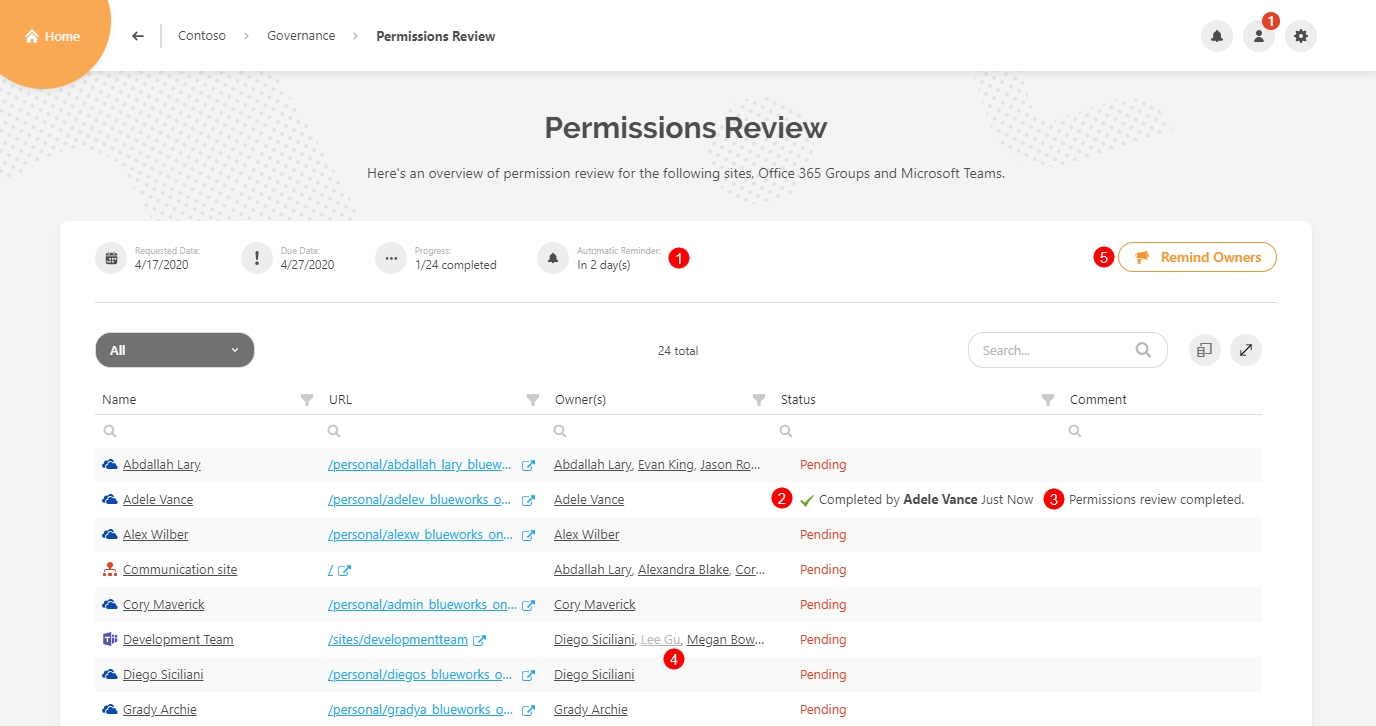 Home
Contoso > Governance > Permissions Review
1
Permissions Review
Here's an overview of permission review for the following sites, Office 365 Groups and Microsoft Teams.
Requested Date: Due Date: Progress: Automatic Reminder:
4/17/2020 4/27/2020 1/24 completed In 2 day(s) 1 5 Remind Owners
All 24 total Search...
Name URL Owner(s) Status Comment
Abdallah Lary /personal/abdallah_lary_bluew... Abdallah Lary, Evan King, Jason Ro... Pending
Adele Vance /personal/adelev_blueworks_o... Adele Vance 2 Completed by Adele Vance Just Now 3 Permissions review completed.
Alex Wilber /personal/alexw_blueworks_on... Alex Wilber Pending
Communication site / Abdallah Lary, Alexandra Blake, Cor... Pending
Cory Maverick /personal/admin_blueworks_on... Cory Maverick Pending
Development Team /sites/developmentteam Diego Siciliani, Lee Gu, Megan Bow... Pending
4
Diego Siciliani /personal/diegos_blueworks_o... Diego Siciliani Pending
Grady Archie /personal/gradya_blueworks_o... Grady Archie Pending